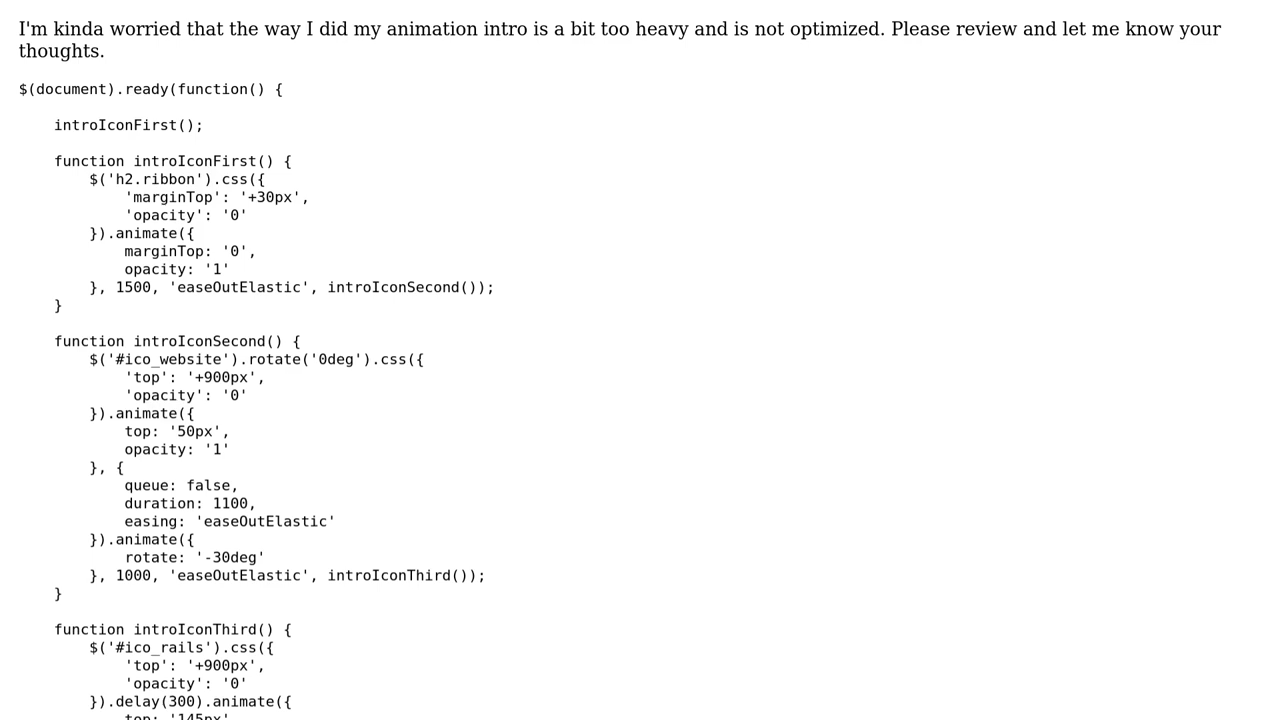 I'm kinda worried that the way I did my animation intro is a bit too heavy and is not optimized. Please review and let me know your
thoughts.
$(document).ready(function() {
introIconFirst();
function introIconFirst() {
$('h2.ribbon').css({
'marginTop': '+30px',
'opacity': '0'
}).animate({
marginTop: '0',
opacity: '1'
}, 1500, 'easeOutElastic', introIconSecond());
}
function introIconSecond() {
$('#ico_website').rotate('0deg').css({
'top': '+900px',
'opacity': '0'
}).animate({
top: '50px',
opacity: '1'
}, {
queue: false,
duration: 1100,
easing: 'easeOutElastic'
}).animate({
rotate: '-30deg'
}, 1000, 'easeOutElastic', introIconThird());
}
function introIconThird() {
$('#ico_rails').css({
'top': '+900px',
'opacity': '0'
}).delay(300).animate({
top: '145px'